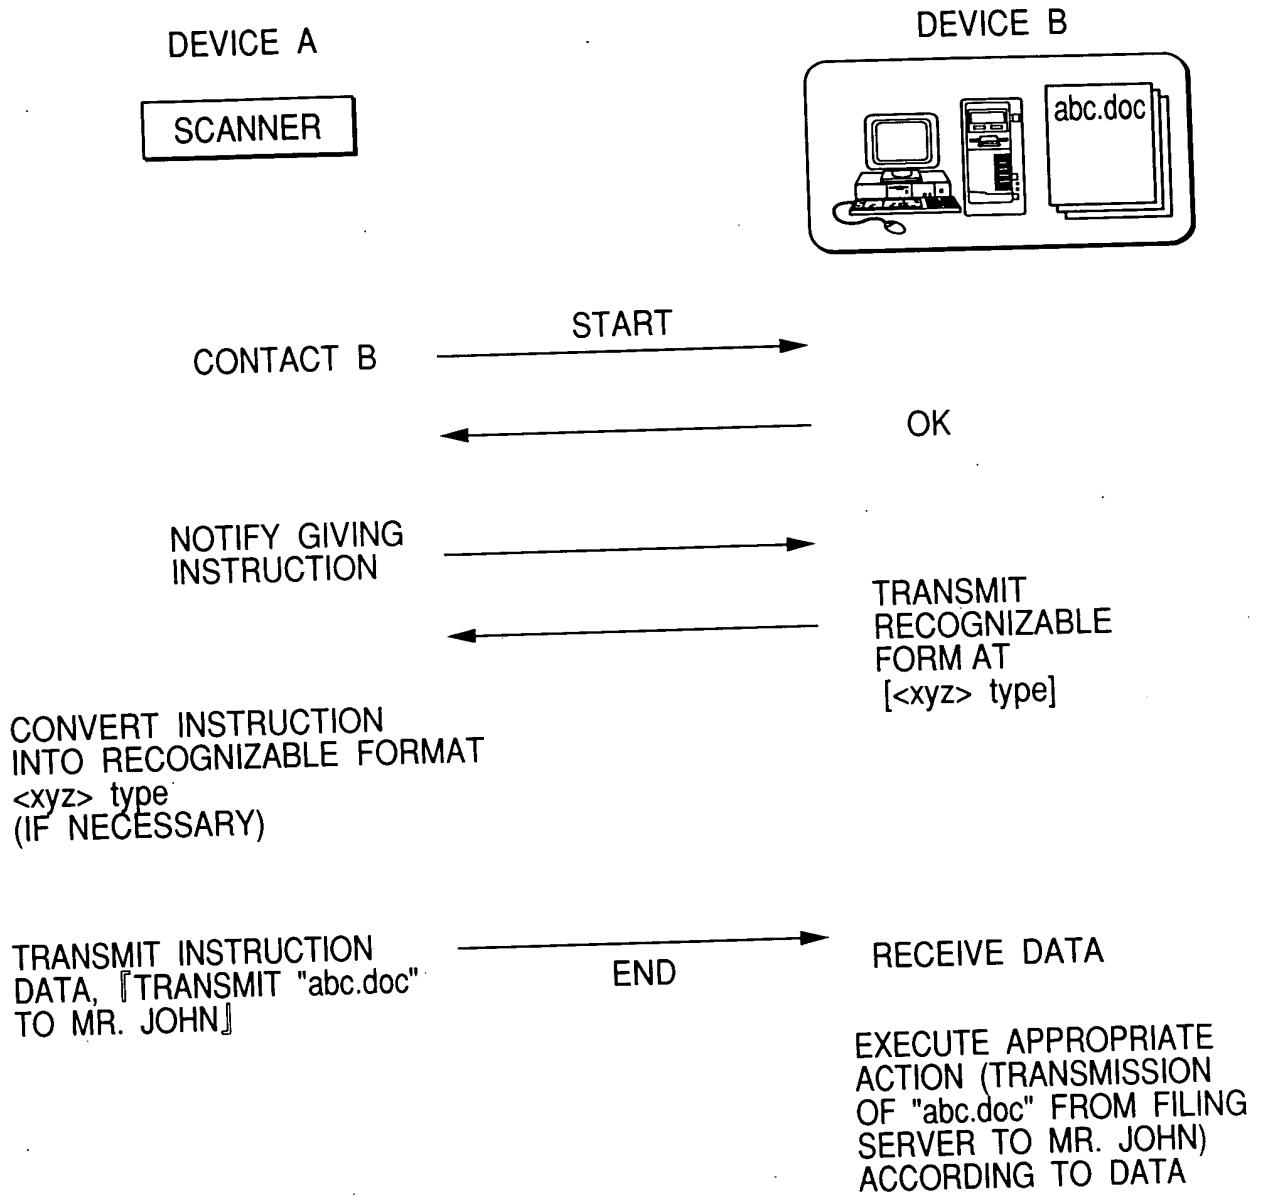 DEVICE A
DEVICE B
SCANNER
abc.doc
START
CONTACT B
OK
NOTIFY GIVING
INSTRUCTION
TRANSMIT
RECOGNIZABLE
FORM AT
[<xyz> type]
CONVERT INSTRUCTION
INTO RECOGNIZABLE FORMAT
<xyz> type
(IF NECESSARY)
TRANSMIT INSTRUCTION
DATA, 『TRANSMIT "abc.doc"
TO MR. JOHN』
END
RECEIVE DATA
EXECUTE APPROPRIATE
ACTION (TRANSMISSION
OF "abc.doc" FROM FILING
SERVER TO MR. JOHN)
ACCORDING TO DATA